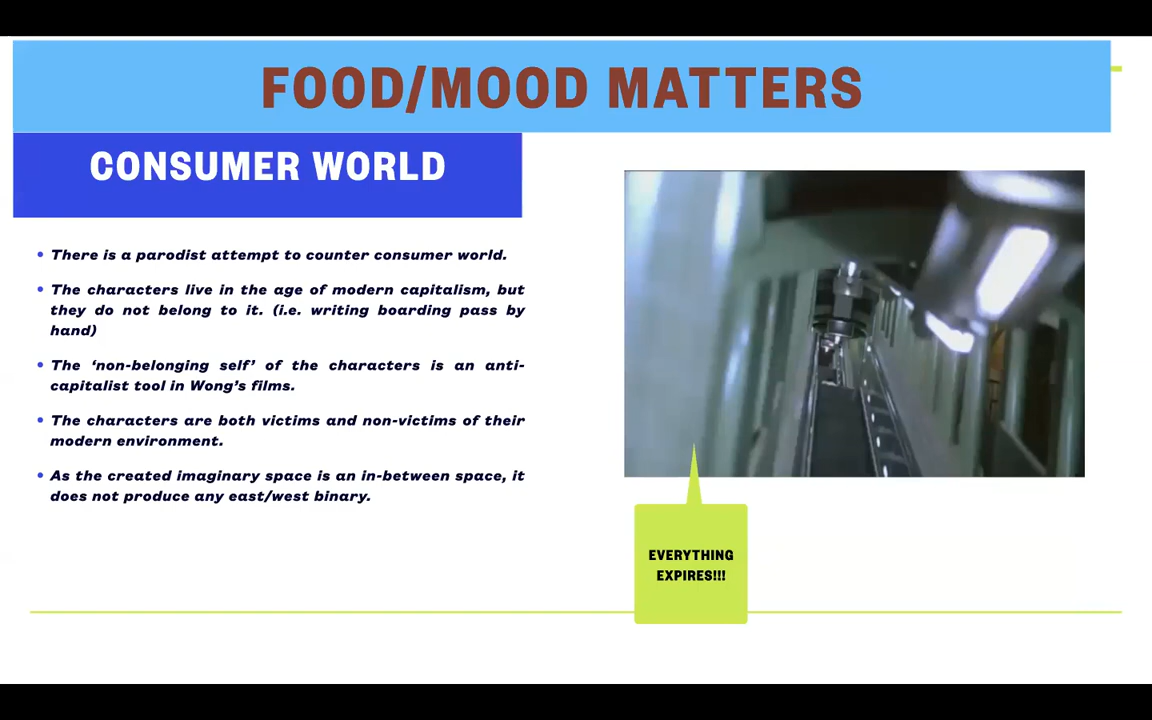 FOOD/MOOD MATTERS
CONSUMER WORLD
• There is a parodist attempt to counter consumer world.
• The characters live in the age of modern capitalism, but
they do not belong to it. (i.e. writing boarding pass by
hand)
• The ‘non-belonging self’ of the characters is an anti-
capitalist tool in Wong’s films.
• The characters are both victims and non-victims of their
modern environment.
• As the created imaginary space is an in-between space, it
does not produce any east/west binary.
EVERYTHING
EXPIRES!!!